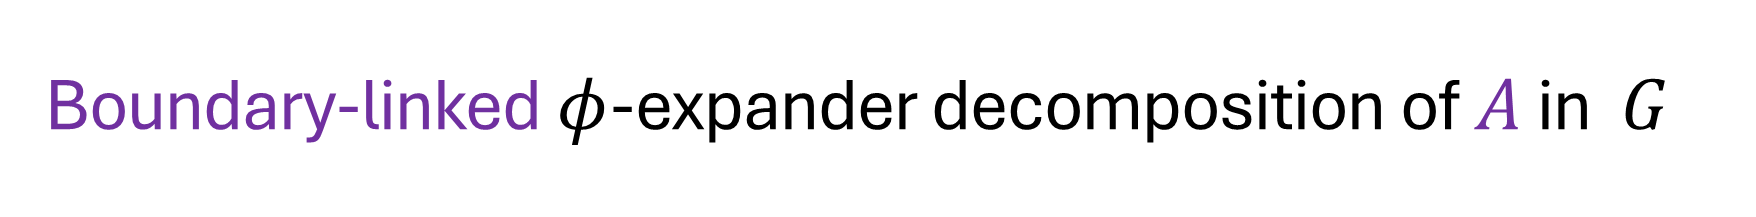 Boundary-linked 𝜙-expander decomposition of 𝐴 in 𝐺